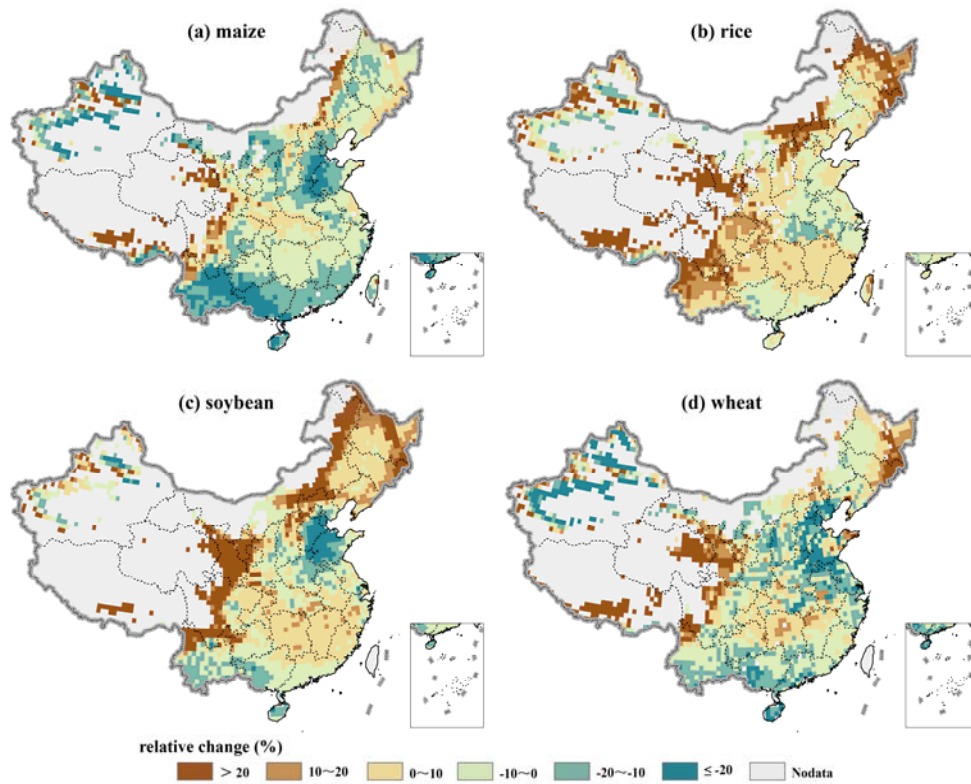 (a) maize
(b) rice
(c) soybean
(d) wheat
relative change (%)
> 20
10～20
0～10
-10～0
-20～-10
≤ -20
Nodata